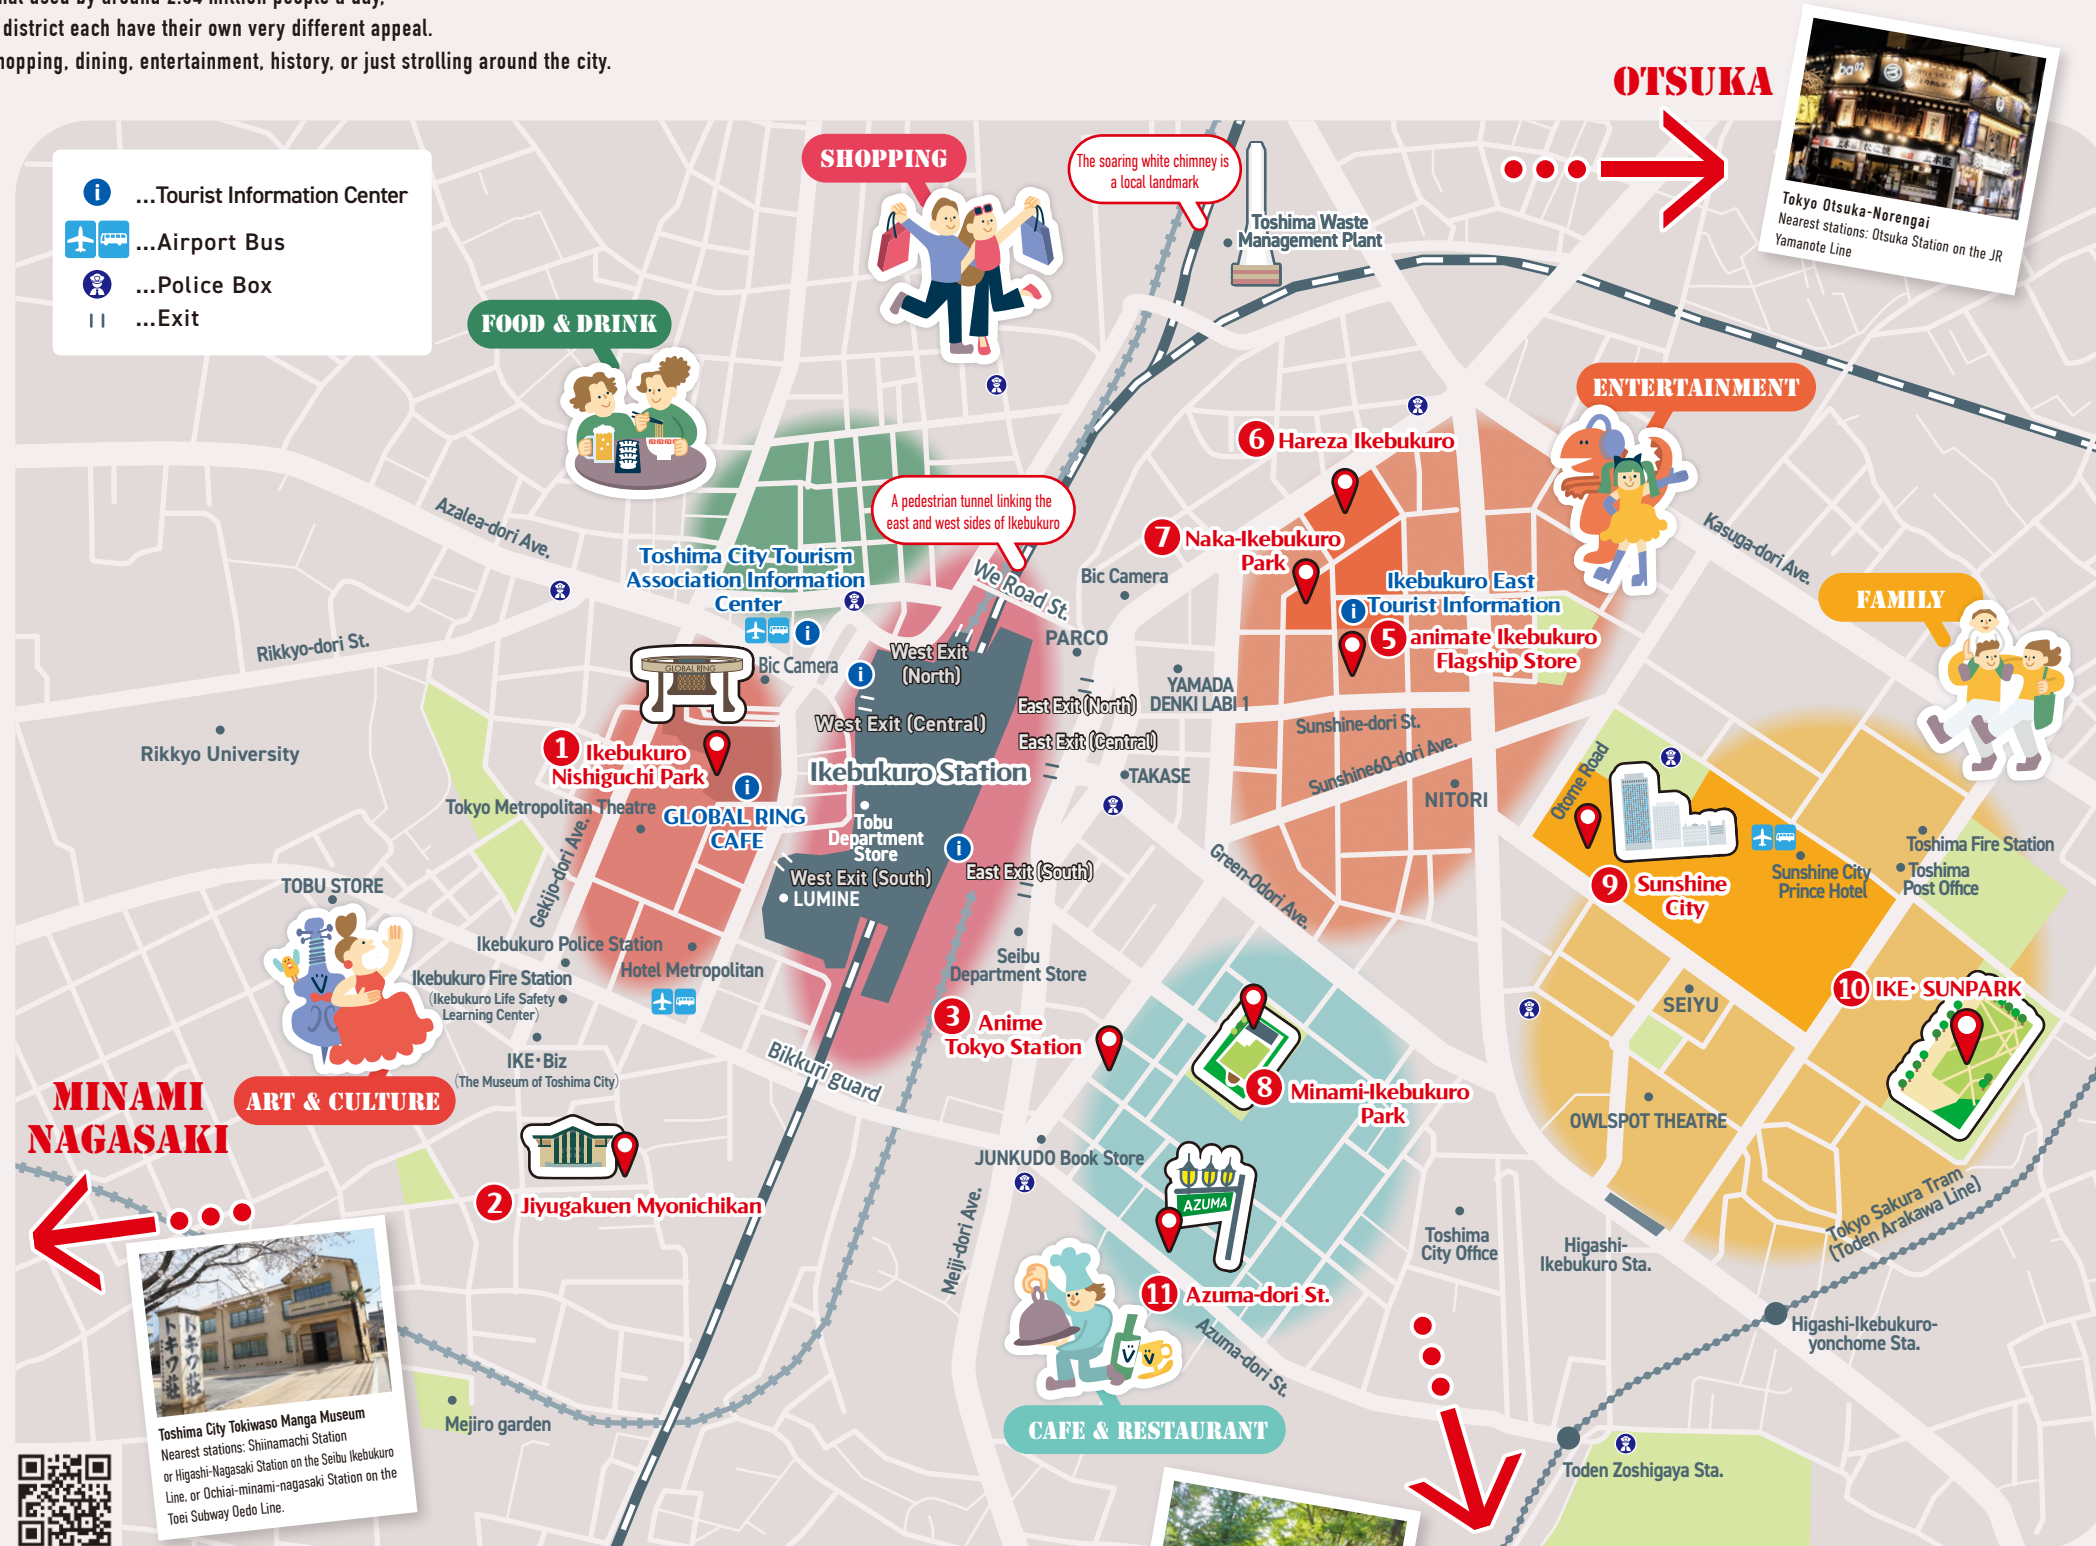 district each have their own very different appeal.
shopping, dining, entertainment, history, or just strolling around the city.
OTSUKA
Tokyo Otsuka-Norengai
Nearest stations: Otsuka Station on the JR
Yamanote Line
...Tourist Information Center
...Airport Bus
...Police Box
...Exit
SHOPPING
The soaring white chimney is
a local landmark
Toshima Waste
Management Plant
FOOD & DRINK
ENTERTAINMENT
6 Hareza Ikebukuro
A pedestrian tunnel linking the
east and west sides of Ikebukuro
Azalea-dori Ave.
Kasuga-dori Ave.
7 Naka-Ikebukuro
Park
Toshima City Tourism
Association Information
Center
We Road St.
Bic Camera
Ikebukuro East
Tourist Information
5 animate Ikebukuro
Flagship Store
FAMILY
Rikkyo-dori St.
PARCO
GLOBAL RING
Bic Camera
West Exit
(North)
YAMADA
DENKI LABI 1
East Exit (North)
West Exit (Central)
East Exit (Central)
Sunshine-dori St.
Sunshine60-dori Ave.
Rikkyo University
1 Ikebukuro
Nishiguchi Park
Ikebukuro Station
TAKASE
NITORI
Otome Road
Tokyo Metropolitan Theatre
GLOBAL RING
CAFE
Tobu
Department
Store
Toshima Fire Station
Toshima
Post Office
Sunshine City
Prince Hotel
9 Sunshine
City
TOBU STORE
Gekijo-dori Ave.
West Exit (South)
LUMINE
East Exit (South)
Green-Odori Ave.
Ikebukuro Police Station
Hotel Metropolitan
Ikebukuro Fire Station
(Ikebukuro Life Safety
Learning Center)
Seibu
Department Store
SEIYU
10 IKE・SUNPARK
3 Anime
Tokyo Station
IKE・Biz
(The Museum of Toshima City)
Bikkuri guard
8 Minami-Ikebukuro
Park
ART & CULTURE
MINAMI
NAGASAKI
OWLSPOT THEATRE
JUNKUDO Book Store
2 Jiyugakuen Myonichikan
AZUMA
Meiji-dori Ave.
Toshima
City Office
Higashi-
Ikebukuro Sta.
Tokyo Sakura Tram
(Toden Arakawa Line)
11 Azuma-dori St.
Azuma-dori St.
Higashi-Ikebukuro-
yonchome Sta.
トキワ荘
トキワ荘
Toshima City Tokiwaso Manga Museum
Nearest stations: Shiinamachi Station
or Higashi-Nagasaki Station on the Seibu Ikebukuro
Line, or Ochiai-minami-nagasaki Station on the
Toei Subway Oedo Line.
Mejiro garden
CAFE & RESTAURANT
Toden Zoshigaya Sta.